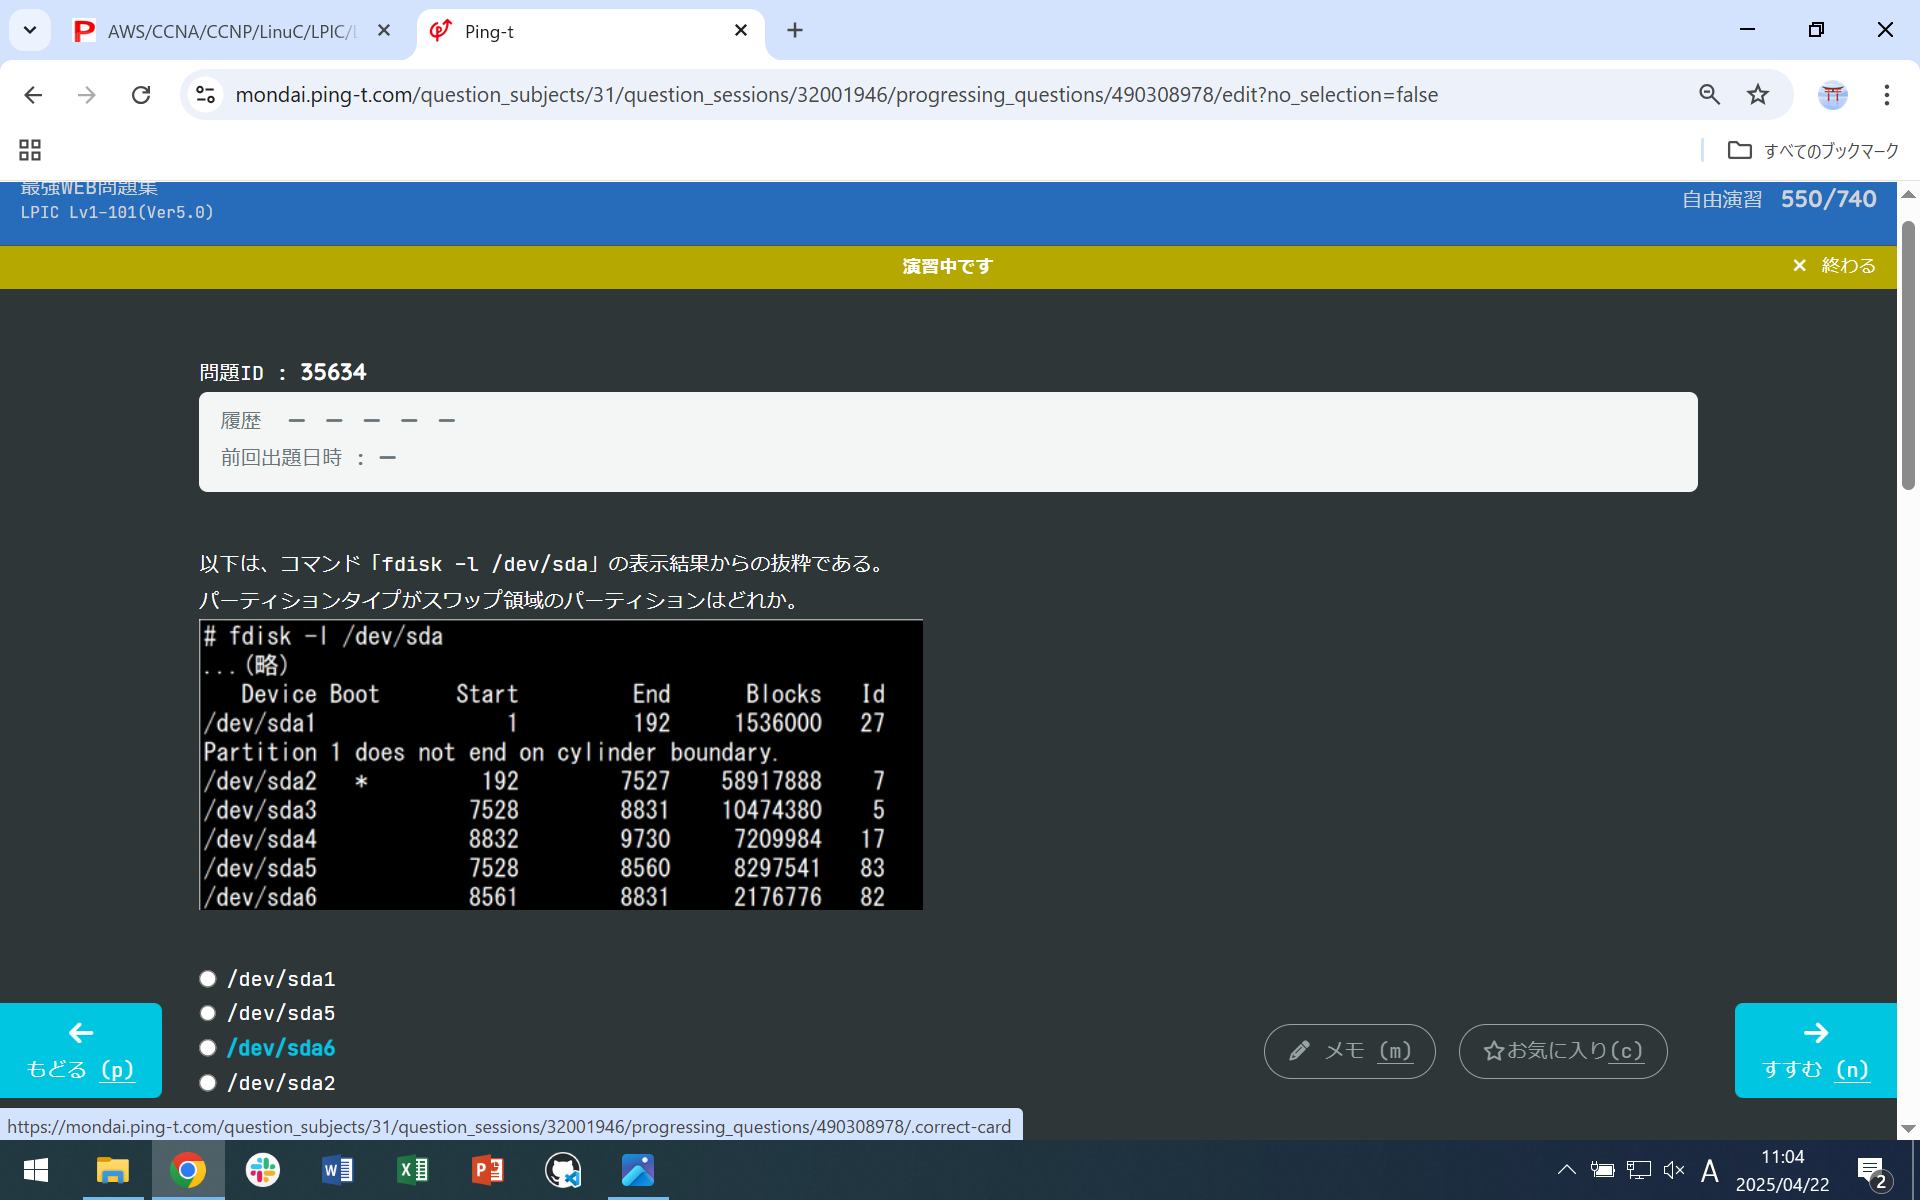 AWS/CCNA/CCNP/LinuC/LPIC/
Ping-t
mondai.ping-t.com/question_subjects/31/question_sessions/32001946/progressing_questions/490308978/edit?no_selection=false
すべてのブックマーク
最強WEB問題集
LPIC Lv1-101(Ver5.0)
自由演習 550/740
演習中です
× 終わる
問題ID : 35634
履歴 － － － － －
前回出題日時 : －
以下は、コマンド「fdisk -l /dev/sda」の表示結果からの抜粋である。
パーティションタイプがスワップ領域のパーティションはどれか。
# fdisk -l /dev/sda
...(略)
Device Boot Start End Blocks Id
/dev/sda1 1 192 1536000 27
Partition 1 does not end on cylinder boundary.
/dev/sda2 * 192 7527 58917888 7
/dev/sda3 7528 8831 10474380 5
/dev/sda4 8832 9730 7209984 17
/dev/sda5 7528 8560 8297541 83
/dev/sda6 8561 8831 2176776 82
/dev/sda1
/dev/sda5
/dev/sda6
/dev/sda2
もどる (p)
メモ (m)
お気に入り(c)
すすむ (n)
https://mondai.ping-t.com/question_subjects/31/question_sessions/32001946/progressing_questions/490308978/.correct-card
A
11:04
2025/04/22
2